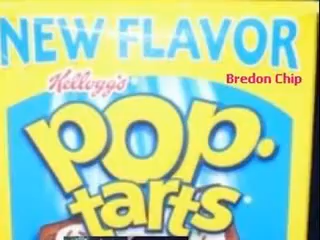 NEW FLAVOR
Kellogg's
Bredon Chip
pop.
tarts